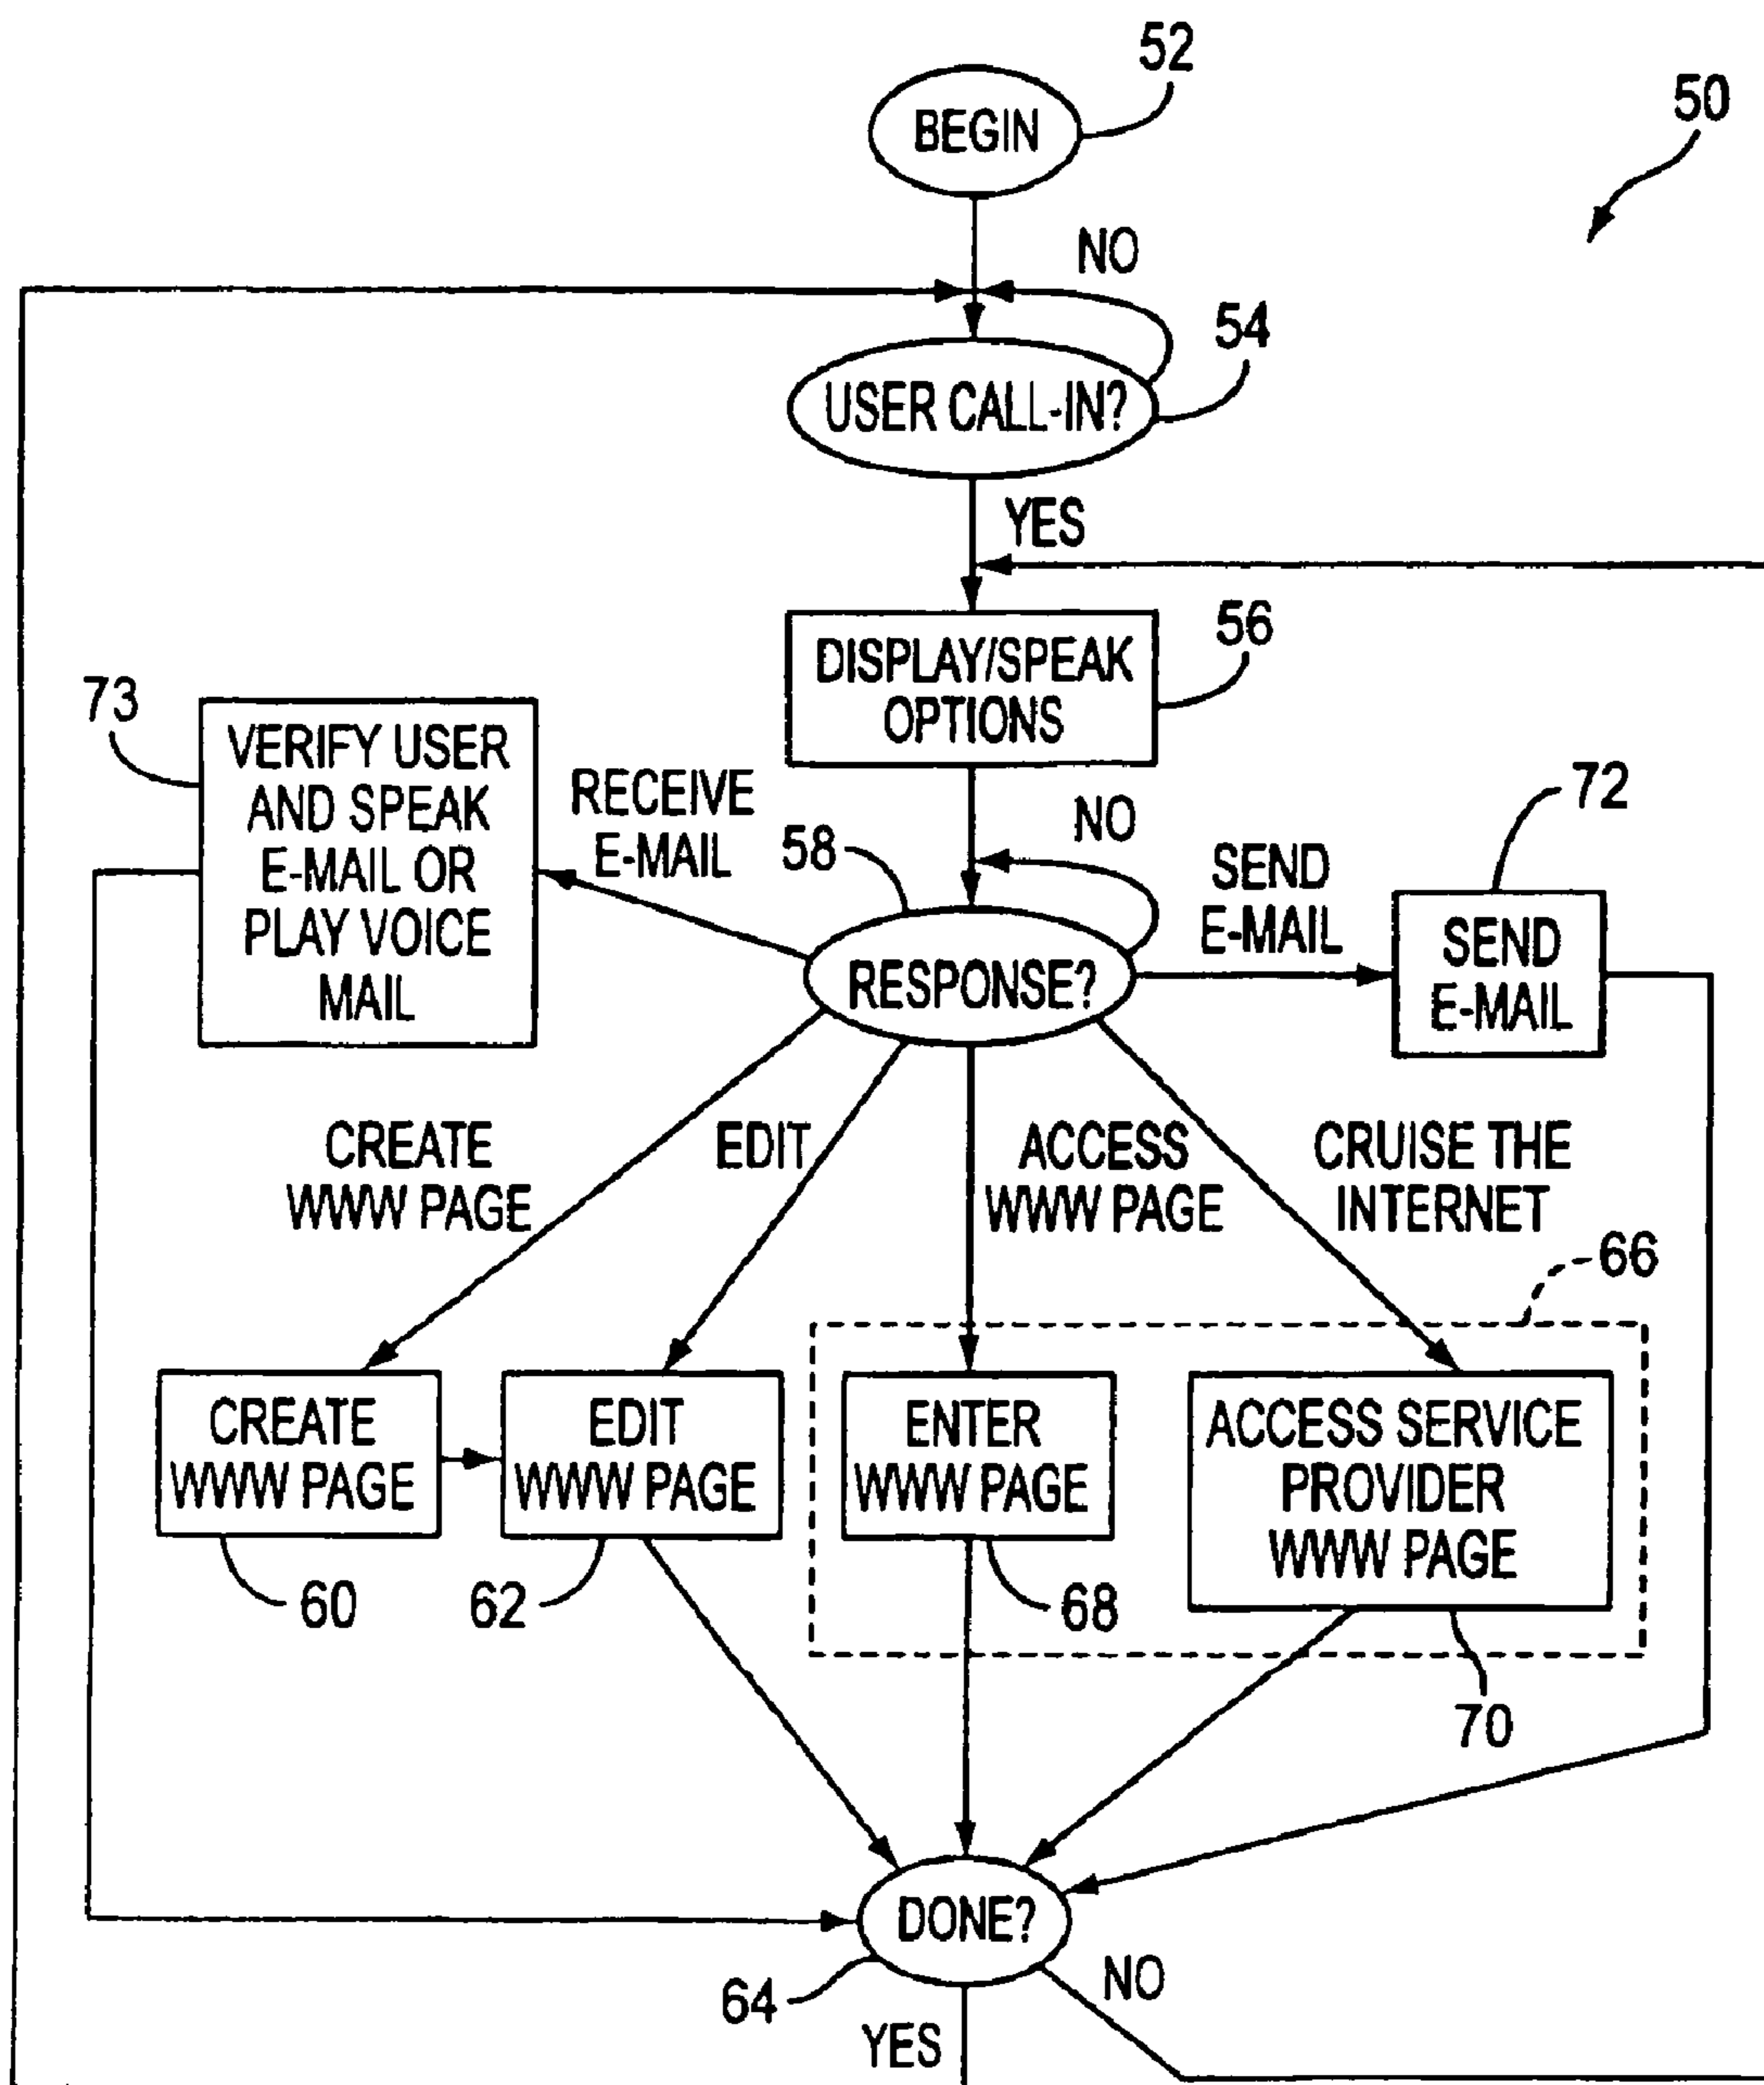 52
50
BEGIN
NO
54
USER CALL-IN?
YES
56
DISPLAY/SPEAK
OPTIONS
73
VERIFY USER
AND SPEAK
E-MAIL OR
PLAY VOICE
MAIL
RECEIVE
E-MAIL
58
NO
72
SEND
E-MAIL
RESPONSE?
SEND
E-MAIL
CREATE
WWW PAGE
EDIT
ACCESS
WWW PAGE
CRUISE THE
INTERNET
66
CREATE
WWW PAGE
EDIT
WWW PAGE
ENTER
WWW PAGE
ACCESS SERVICE
PROVIDER
WWW PAGE
60
62
68
70
DONE?
64
NO
YES